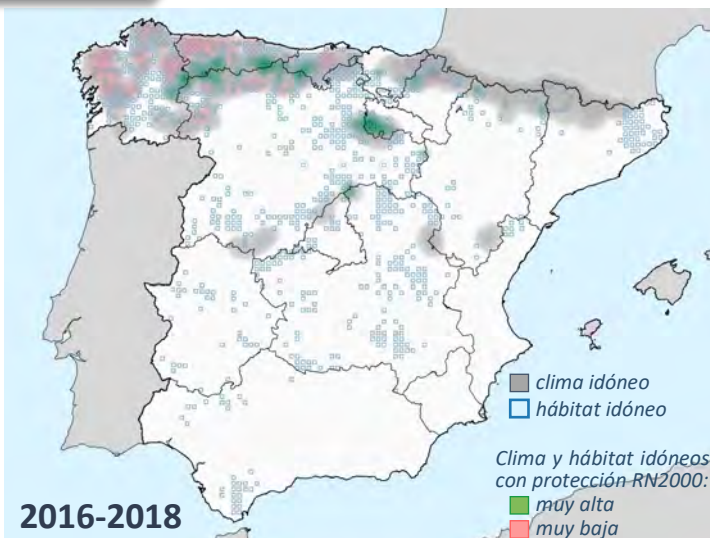 clima idóneo
hábitat idóneo
Clima y hábitat idóneos
con protección RN2000:
muy alta
muy baja
2016-2018